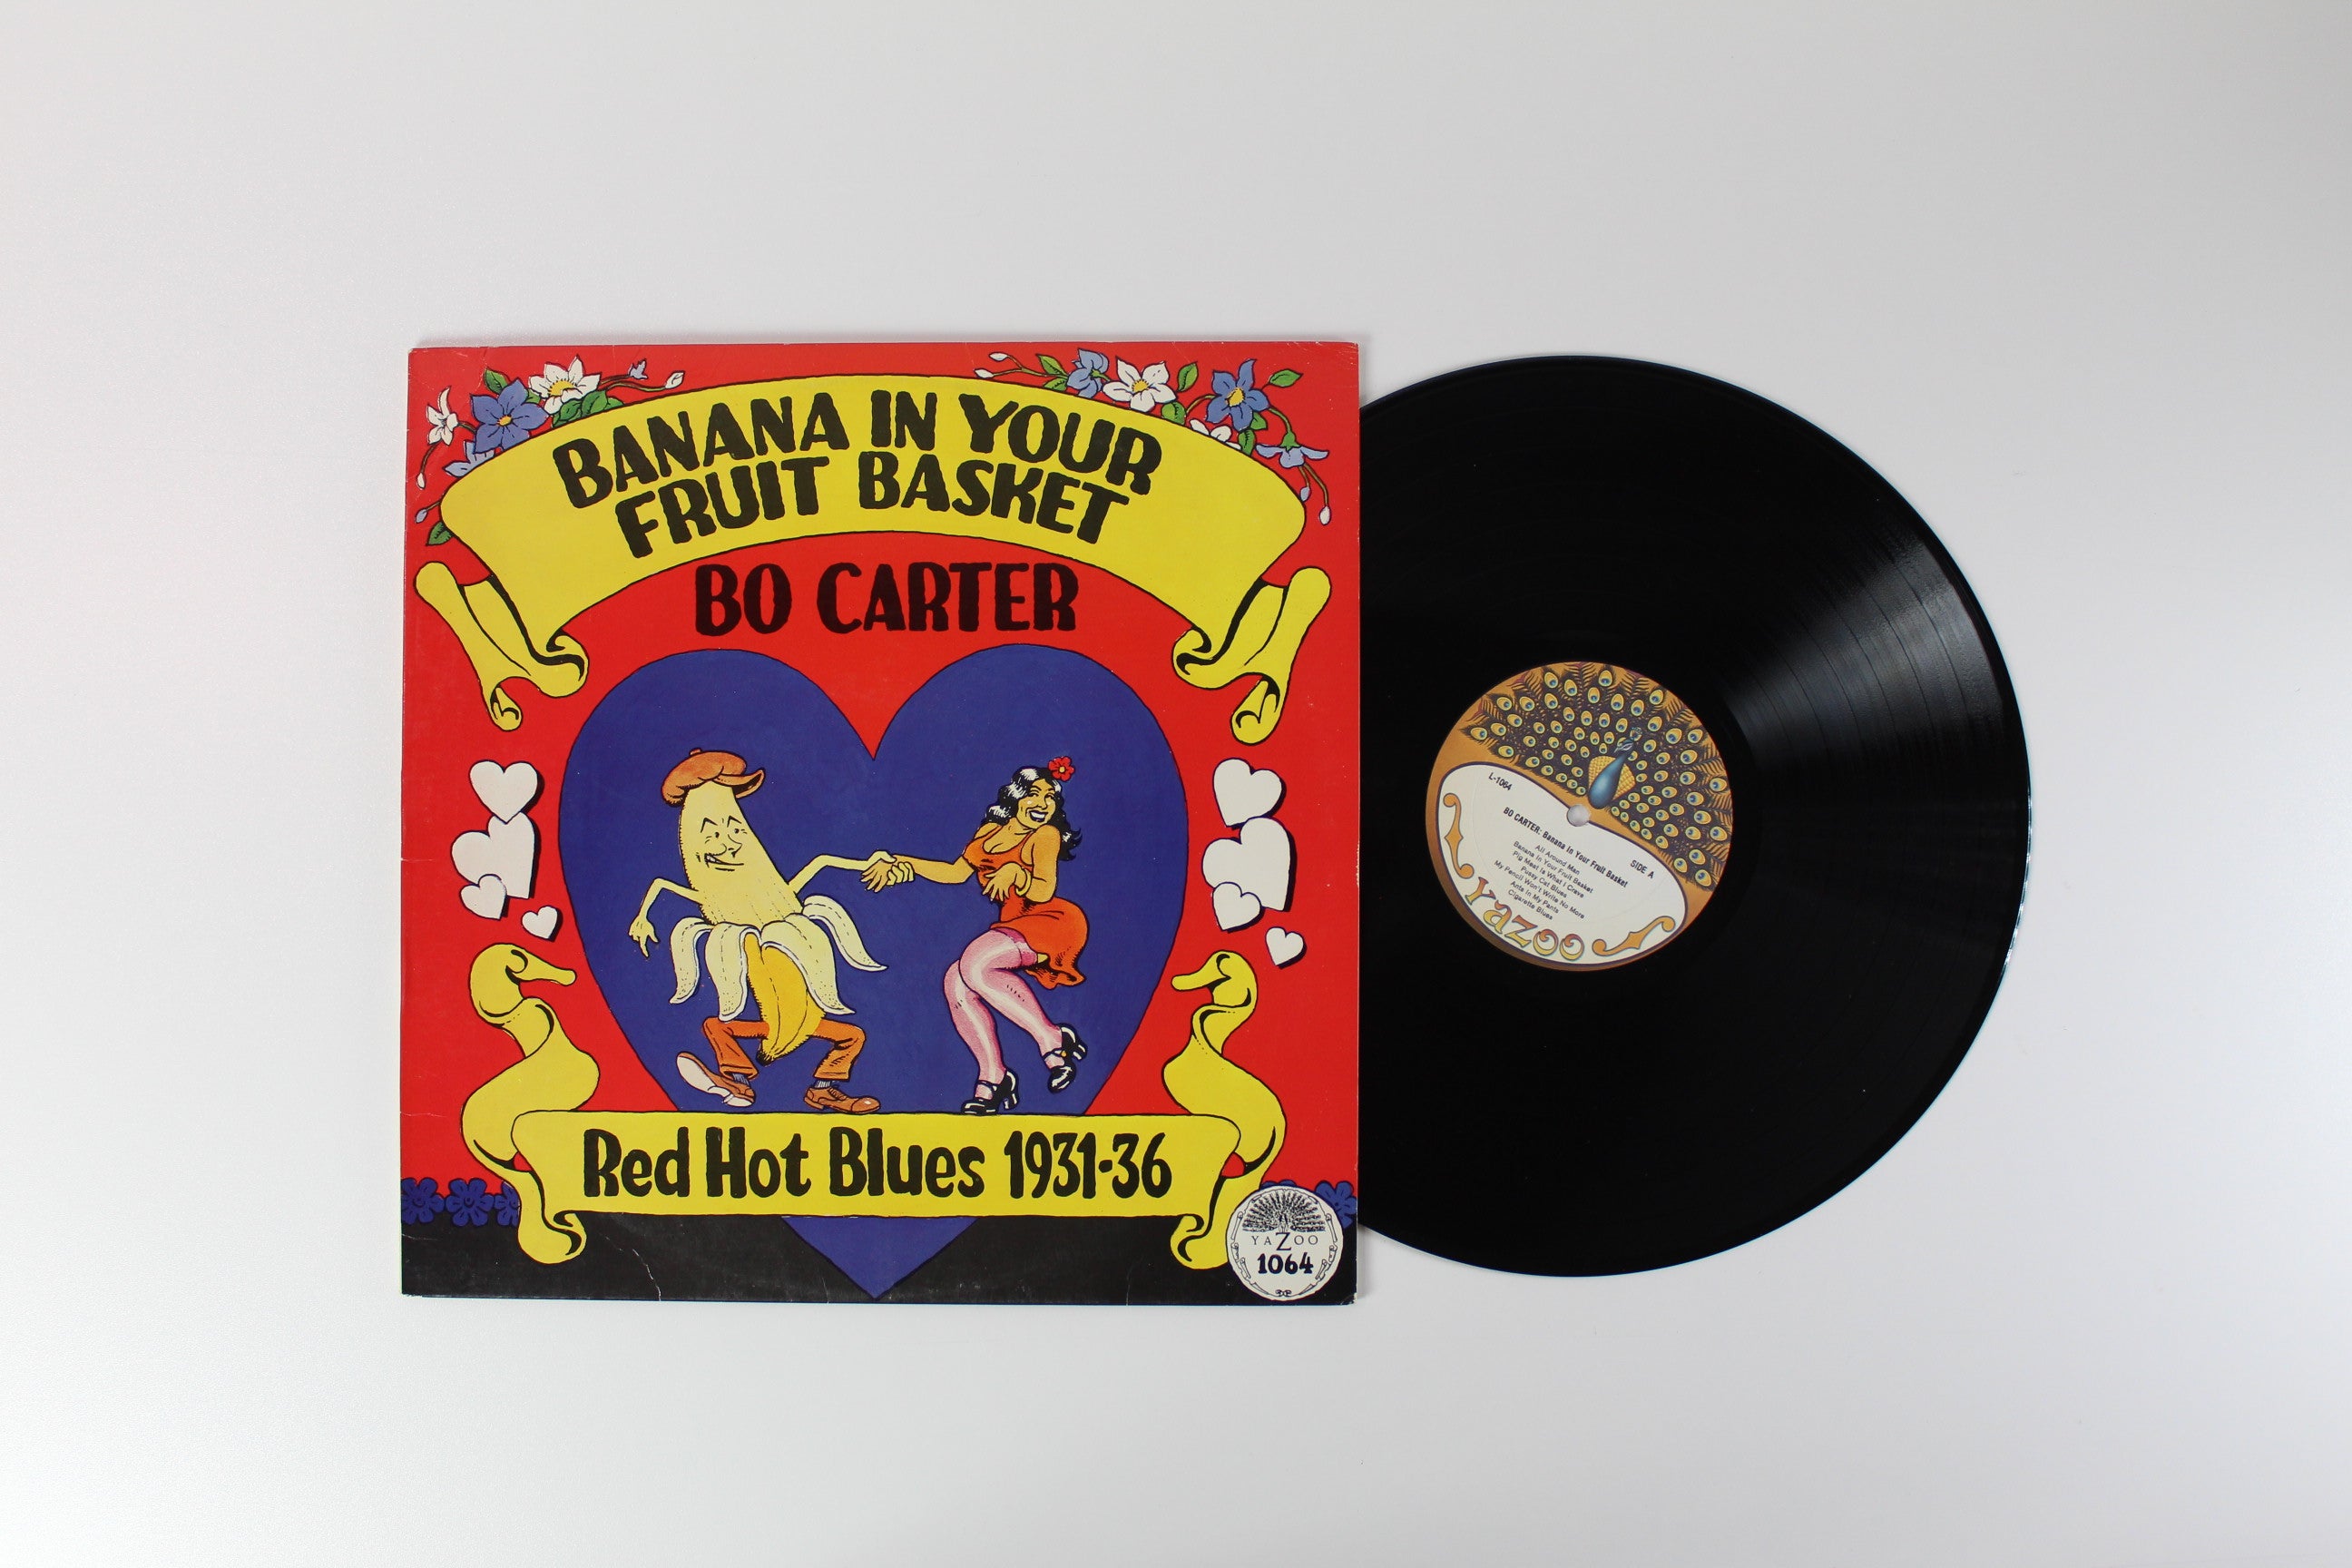 BANANA IN YOUR
FRUIT BASKET
BO CARTER
Red Hot Blues 1931-36
YAZOO
1064
L-1064
BO CARTER: Banana In Your Fruit Basket
SIDE A
All Around Man
Banana In Your Fruit Basket
Pig Meat Is What I Crave
Pussy Cat Blues
My Pencil Won't Write No More
Ants In My Pants
Cigarette Blues
Yazoo